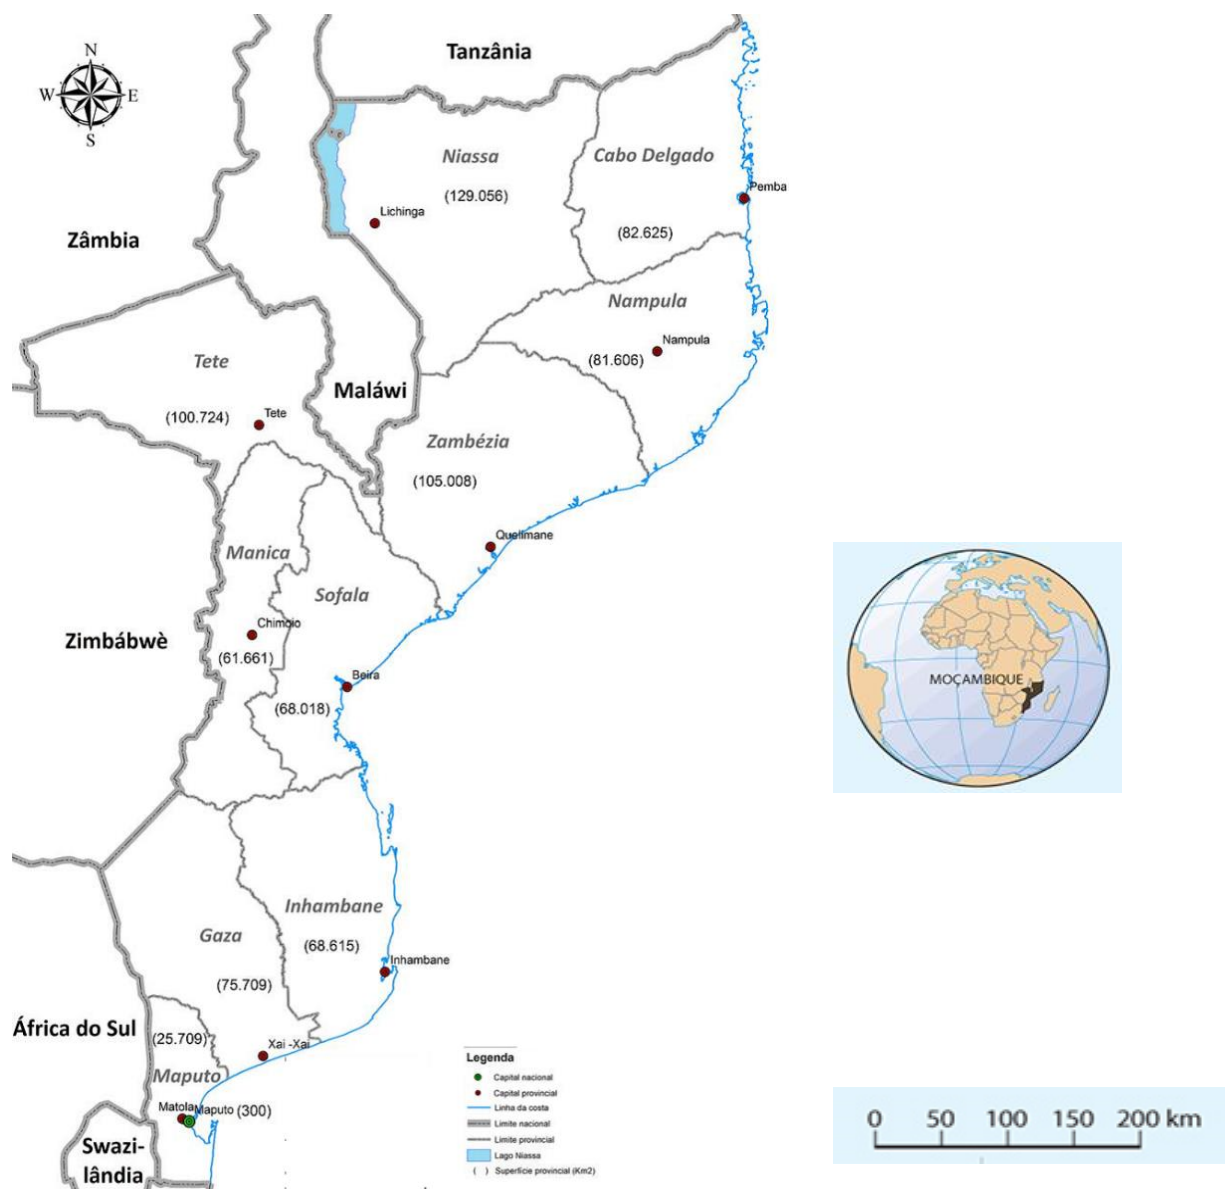 Tanzânia
N
W E
S
Niassa
Cabo Delgado
(129.056)
Pemba
Lichinga
(82.625)
Zâmbia
Nampula
Nampula
(81.606)
Tete
Maláwi
(100.724)
Tete
Zambézia
(105.008)
Quelimane
Manica
Sofala
Chimoio
Zimbábwè
(61.661)
Beira
(68.018)
MOÇAMBIQUE
Inhambane
Gaza
(68.615)
Inhambane
(75.709)
África do Sul
(25.709)
Xai -Xai
Maputo
Matola
Maputo (300)
Swazi-
lândia
Legenda
Capital nacional
Capital provincial
Linha da costa
Limite nacional
Limite provincial
Lago Niassa
( ) Superfície provincial (Km2)
0 50 100 150 200 km